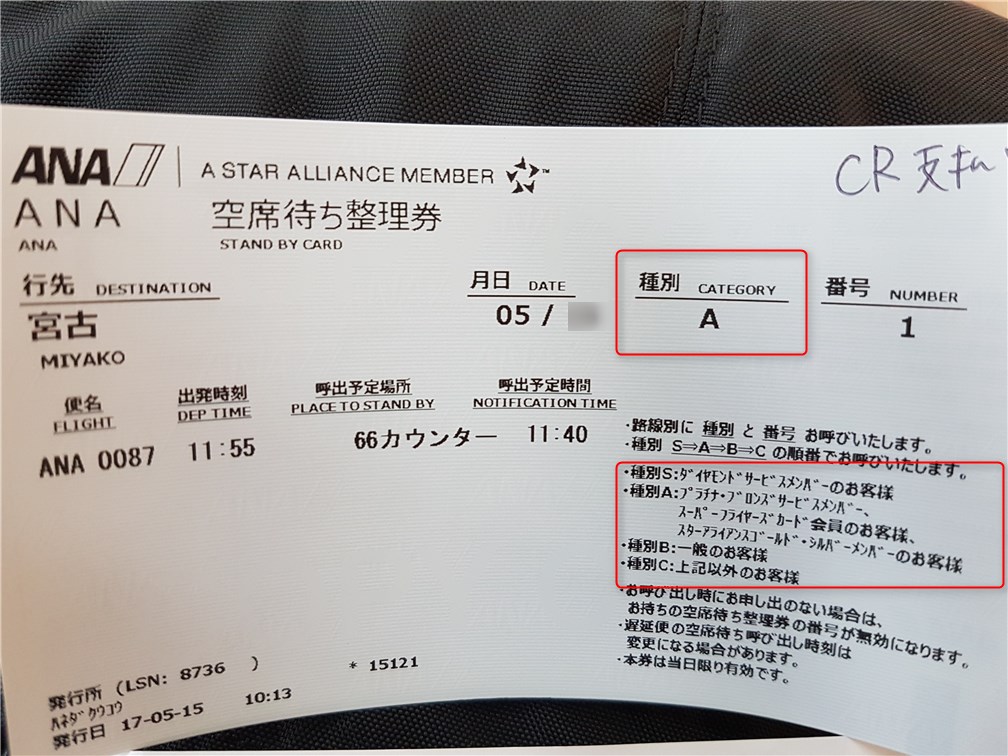 ANA A STAR ALLIANCE MEMBER ™
CR 支払
ANA 空席待ち整理券
ANA STAND BY CARD
行先 DESTINATION 月日 DATE 種別 CATEGORY 番号 NUMBER
宮古 05 / A 1
MIYAKO
便名 出発時刻 呼出予定場所 呼出予定時間
FLIGHT DEP TIME PLACE TO STAND BY NOTIFICATION TIME
ANA 0087 11:55 66カウンター 11:40
・路線別に 種別 と 番号 お呼びいたします。
・種別 S⇒A⇒B⇒C の順番でお呼びいたします。
・種別S:ﾀﾞｲﾔﾓﾝﾄﾞｻｰﾋﾞｽﾒﾝﾊﾞｰのお客様
・種別A:ﾌﾟﾗﾁﾅ・ﾌﾞﾛﾝｽﾞｻｰﾋﾞｽﾒﾝﾊﾞｰ、
ｽｰﾊﾟｰﾌﾗｲﾔｰｽﾞｶｰﾄﾞ会員のお客様、
ｽﾀｰｱﾗｲｱﾝｽｺﾞｰﾙﾄﾞ・ｼﾙﾊﾞｰﾒﾝﾊﾞｰのお客様
・種別B:一般のお客様
・種別C:上記以外のお客様
・お呼び出し時にお申し出のない場合は、
お持ちの空席待ち整理券の番号が無効になります。
・遅延便の空席待ち呼び出し時刻は
変更になる場合があります。
・本券は当日限り有効です。
発行所 (LSN: 8736 ) * 15121
ﾊﾈﾀﾞｸｳｺｳ
発行日 17-05-15 10:13